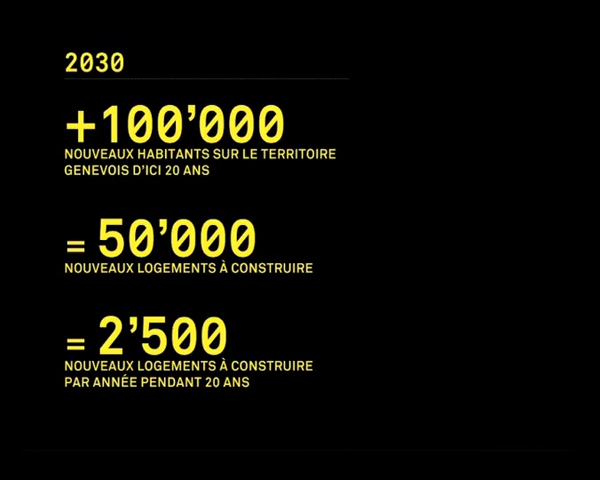 2030
+100’000
NOUVEAUX HABITANTS SUR LE TERRITOIRE
GENEVOIS D’ICI 20 ANS
= 50’000
NOUVEAUX LOGEMENTS À CONSTRUIRE
= 2’500
NOUVEAUX LOGEMENTS À CONSTRUIRE
PAR ANNÉE PENDANT 20 ANS